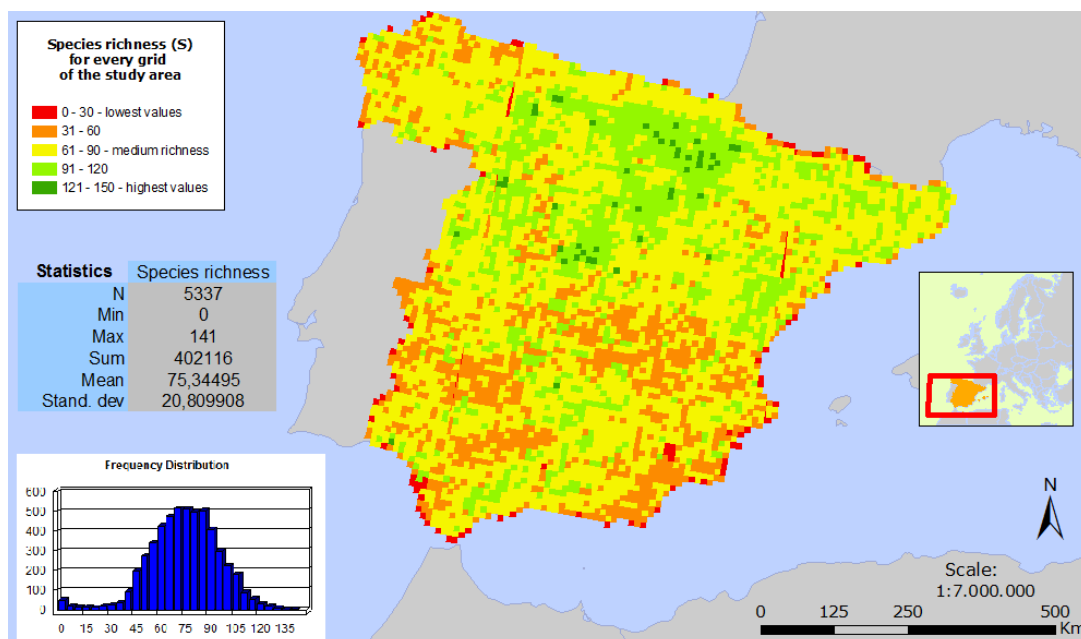 Species richness (S)
for every grid
of the study area
0 - 30 - lowest values
31 - 60
61 - 90 - medium richness
91 - 120
121 - 150 - highest values
Statistics Species richness
N 5337
Min 0
Max 141
Sum 402116
Mean 75,34495
Stand. dev 20,809908
Frequency Distribution
600
500
400
300
200
100
0
0 15 30 45 60 75 90 105 120 135
N
Scale:
1:7.000.000
0 125 250 500
Km